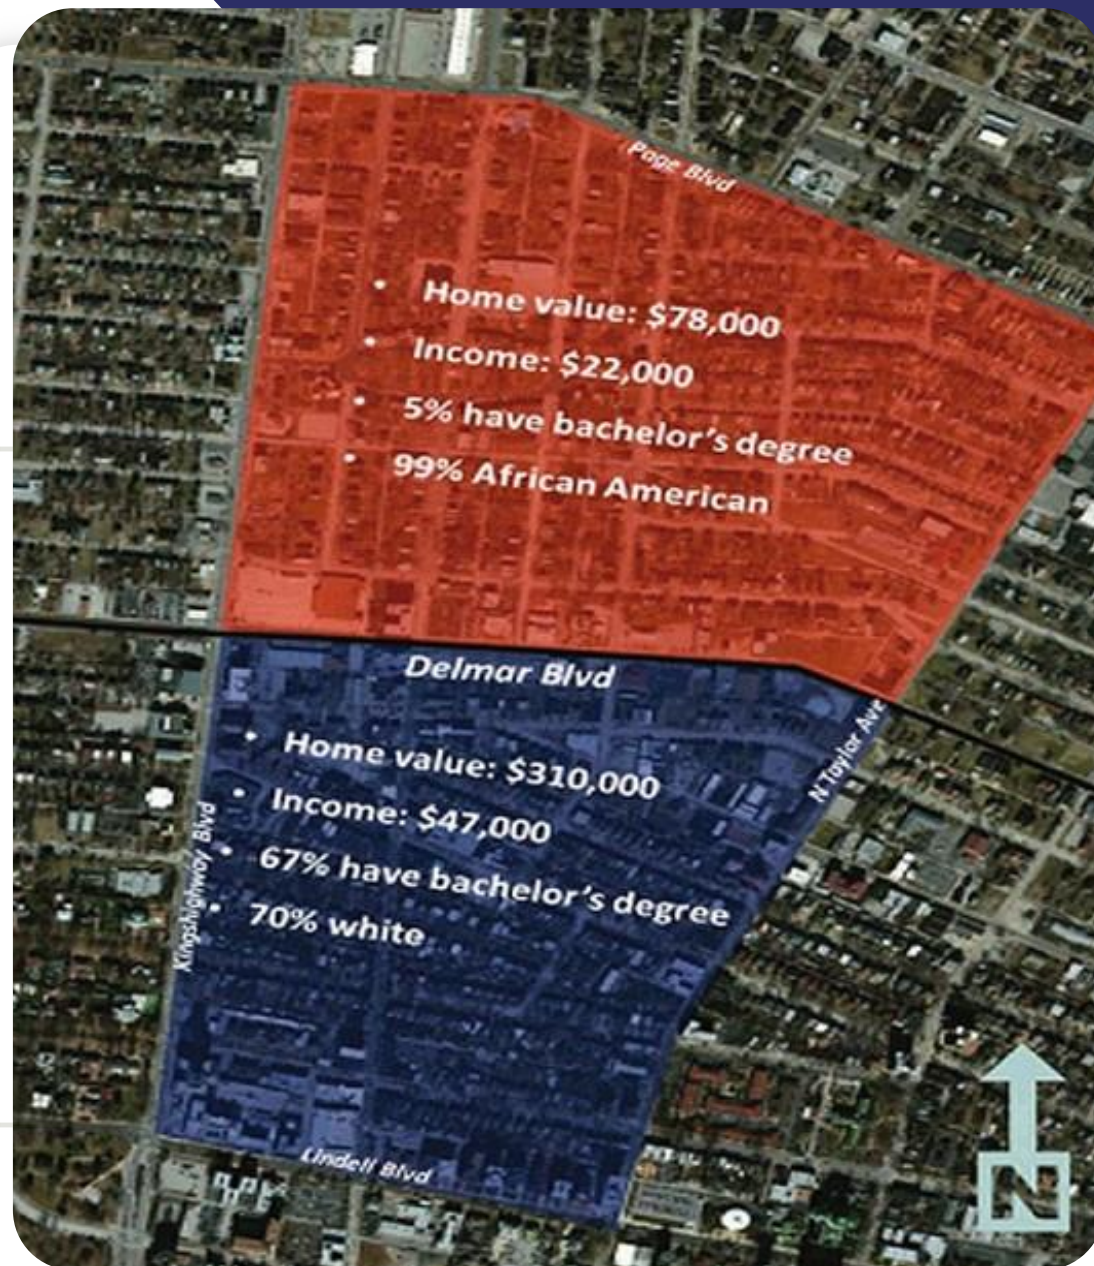 Page Blvd
• Home value: $78,000
• Income: $22,000
• 5% have bachelor’s degree
• 99% African American
Delmar Blvd
N Taylor Ave
• Home value: $310,000
• Income: $47,000
• 67% have bachelor’s degree
• 70% white
Kingshighway Blvd
Lindell Blvd
N